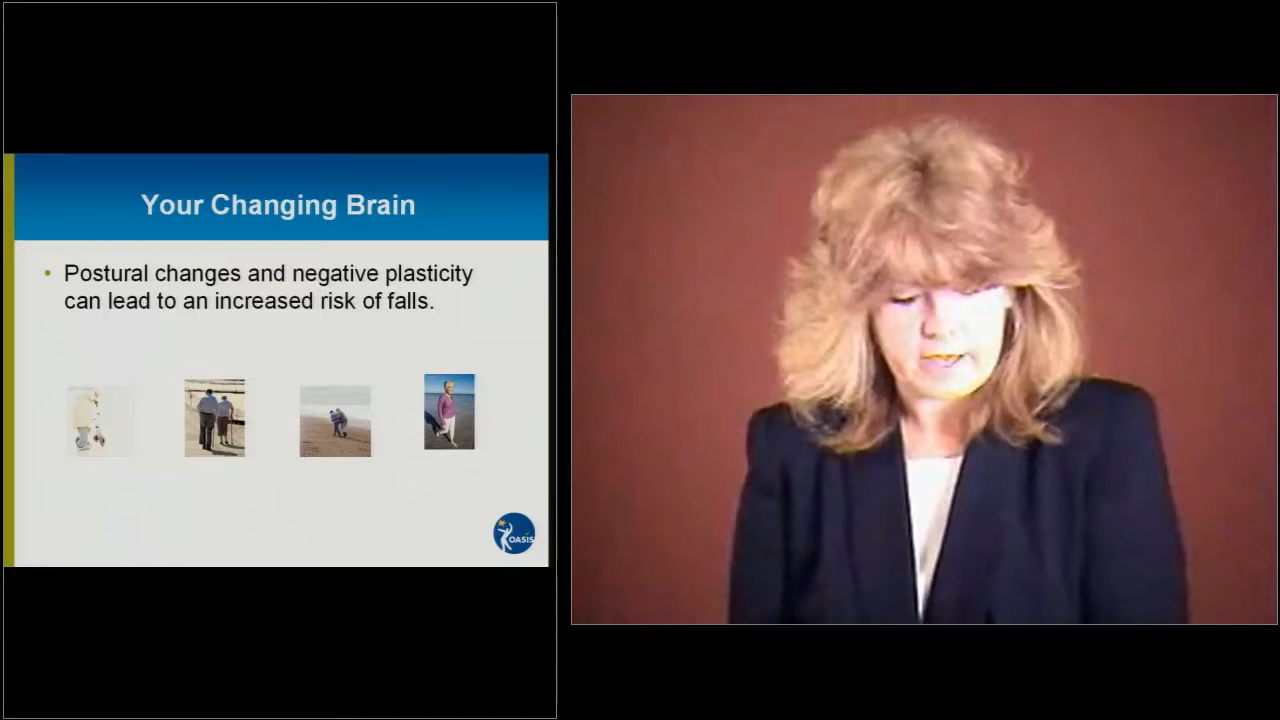 Your Changing Brain
• Postural changes and negative plasticity
can lead to an increased risk of falls.
OASIS